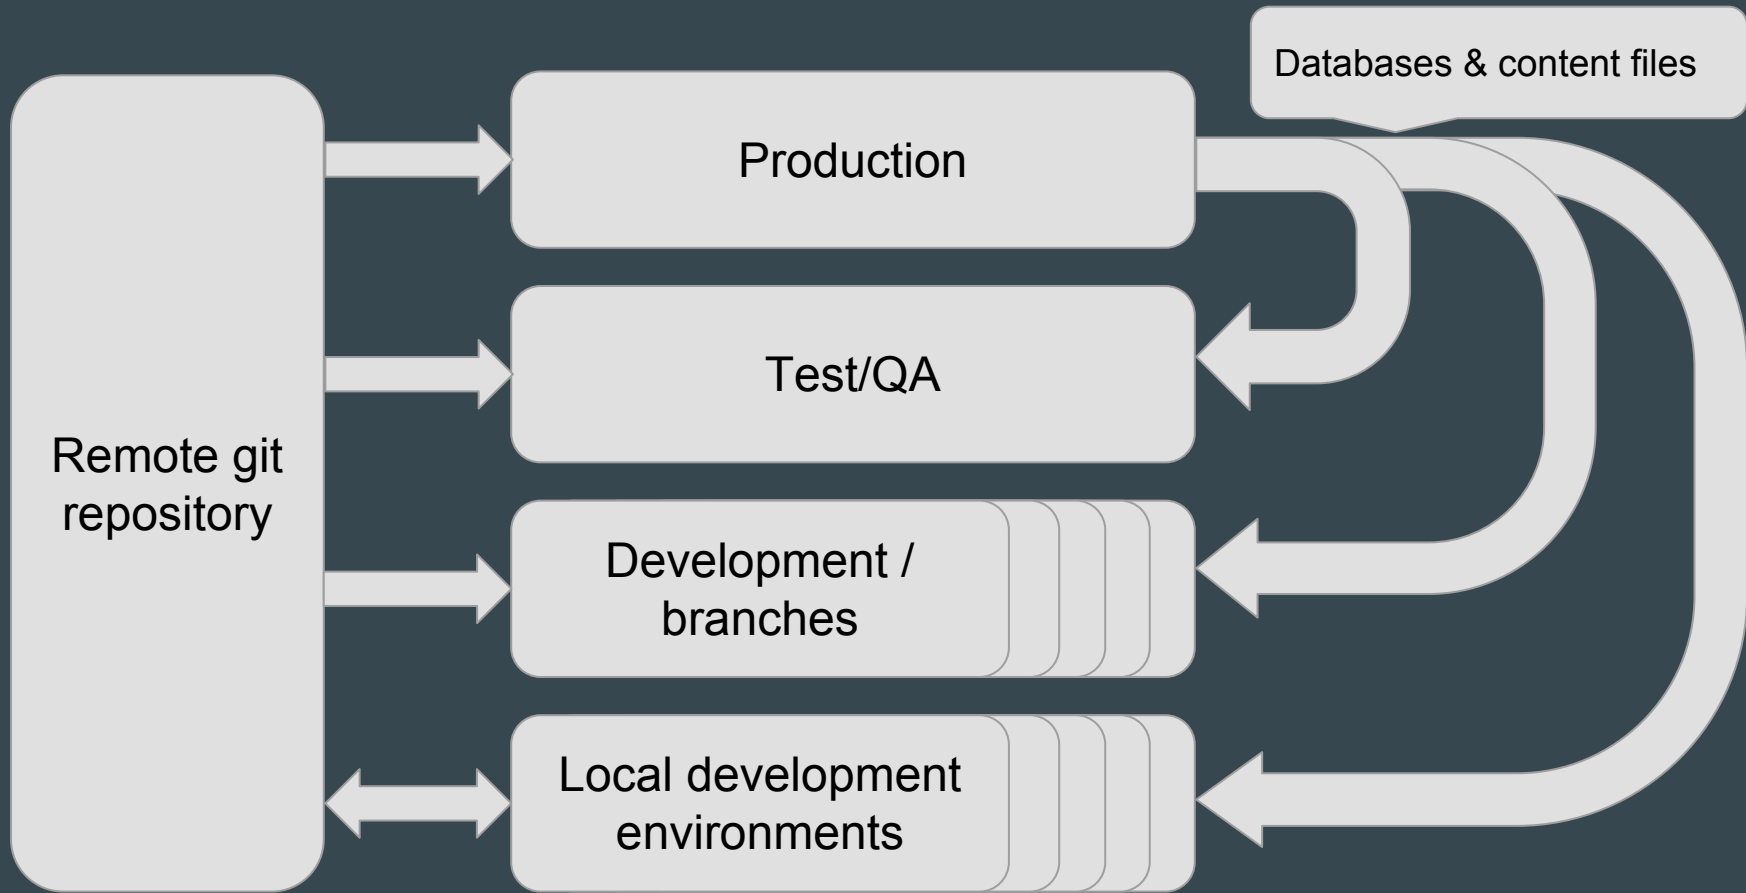 Databases & content files
Production
Test/QA
Remote git
repository
Development /
branches
Local development
environments